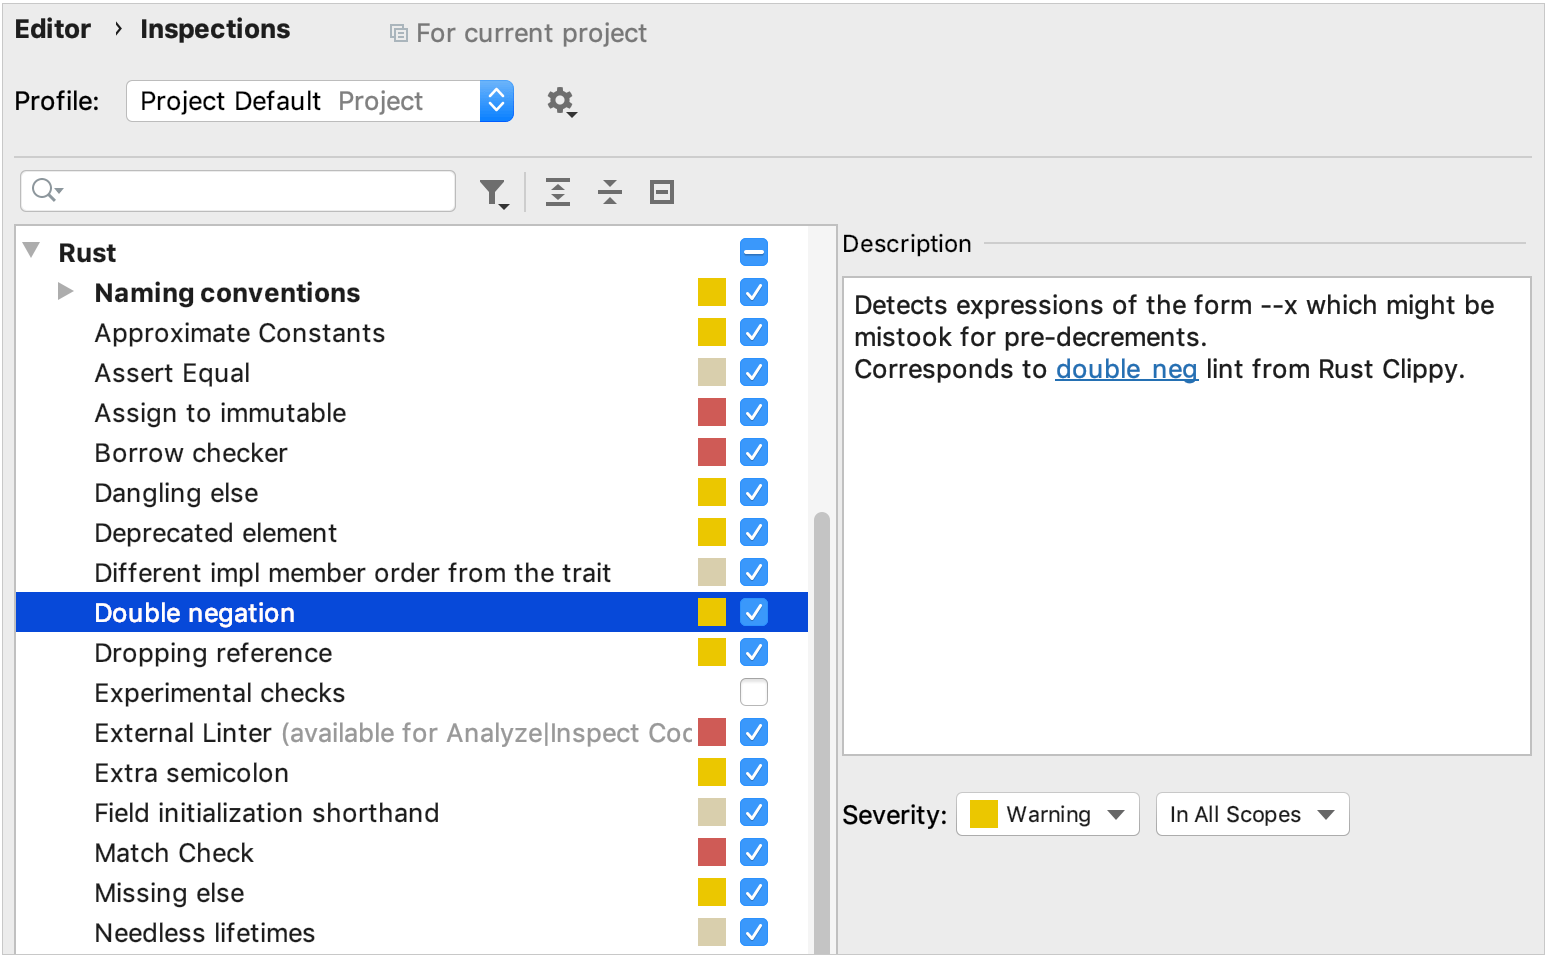 Editor › Inspections For current project
Profile: Project Default Project
Rust
Naming conventions
Approximate Constants
Assert Equal
Assign to immutable
Borrow checker
Dangling else
Deprecated element
Different impl member order from the trait
Double negation
Dropping reference
Experimental checks
External Linter (available for Analyze|Inspect Coc
Extra semicolon
Field initialization shorthand
Match Check
Missing else
Needless lifetimes
Description
Detects expressions of the form --x which might be
mistook for pre-decrements.
Corresponds to double_neg lint from Rust Clippy.
Severity: Warning In All Scopes